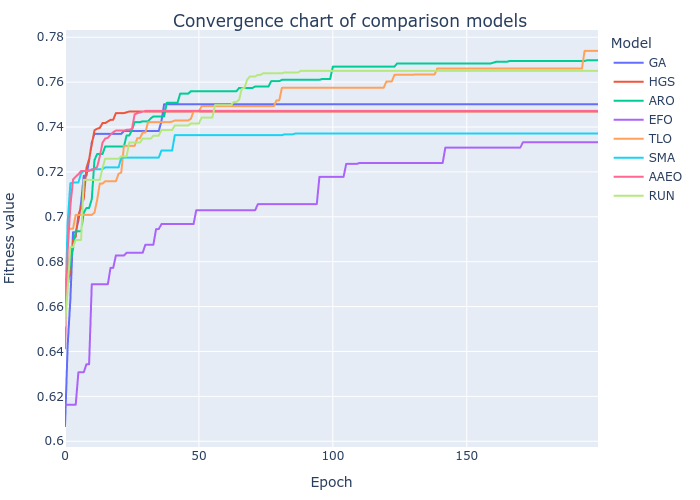 Convergence chart of comparison models
0.78
0.76
0.74
0.72
0.7
0.68
0.66
0.64
0.62
0.6
0
50
100
150
Epoch
Fitness value
Model
GA
HGS
ARO
EFO
TLO
SMA
AAEO
RUN